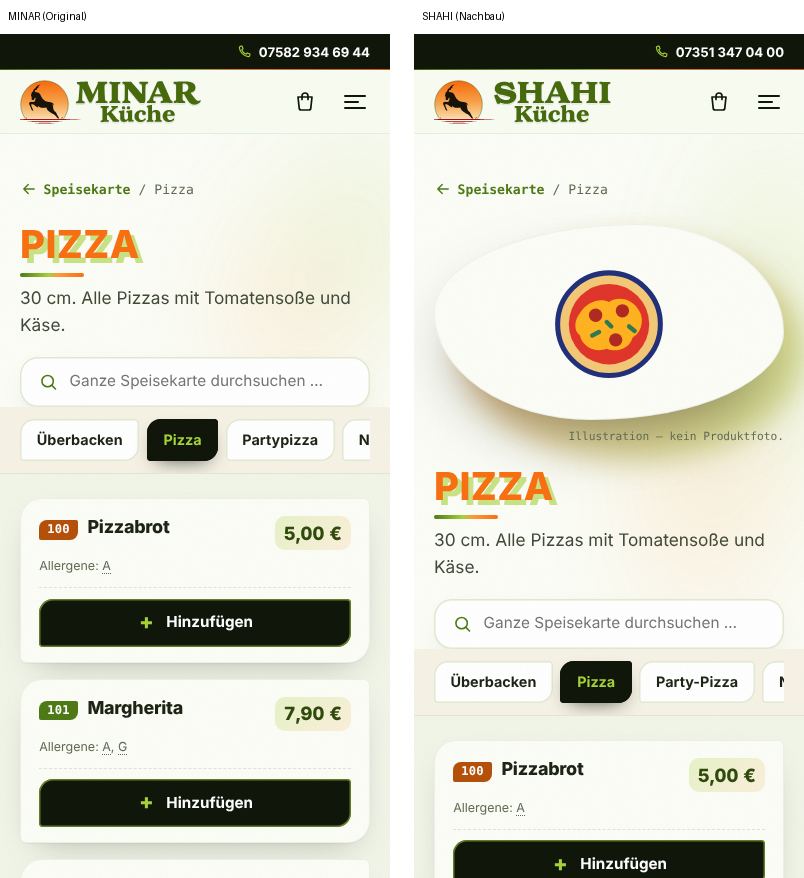 MINAR (Original)
07582 934 69 44
MINAR
Küche
← Speisekarte / Pizza
PIZZA
30 cm. Alle Pizzas mit Tomatensoße und
Käse.
Ganze Speisekarte durchsuchen ...
Überbacken Pizza Partypizza N
100 Pizzabrot 5,00 €
Allergene: A
+ Hinzufügen
101 Margherita 7,90 €
Allergene: A, G
+ Hinzufügen
SHAHI (Nachbau)
07351 347 04 00
SHAHI
Küche
← Speisekarte / Pizza
Illustration — kein Produktfoto.
PIZZA
30 cm. Alle Pizzas mit Tomatensoße und
Käse.
Ganze Speisekarte durchsuchen ...
Überbacken Pizza Party-Pizza N
100 Pizzabrot 5,00 €
Allergene: A
+ Hinzufügen